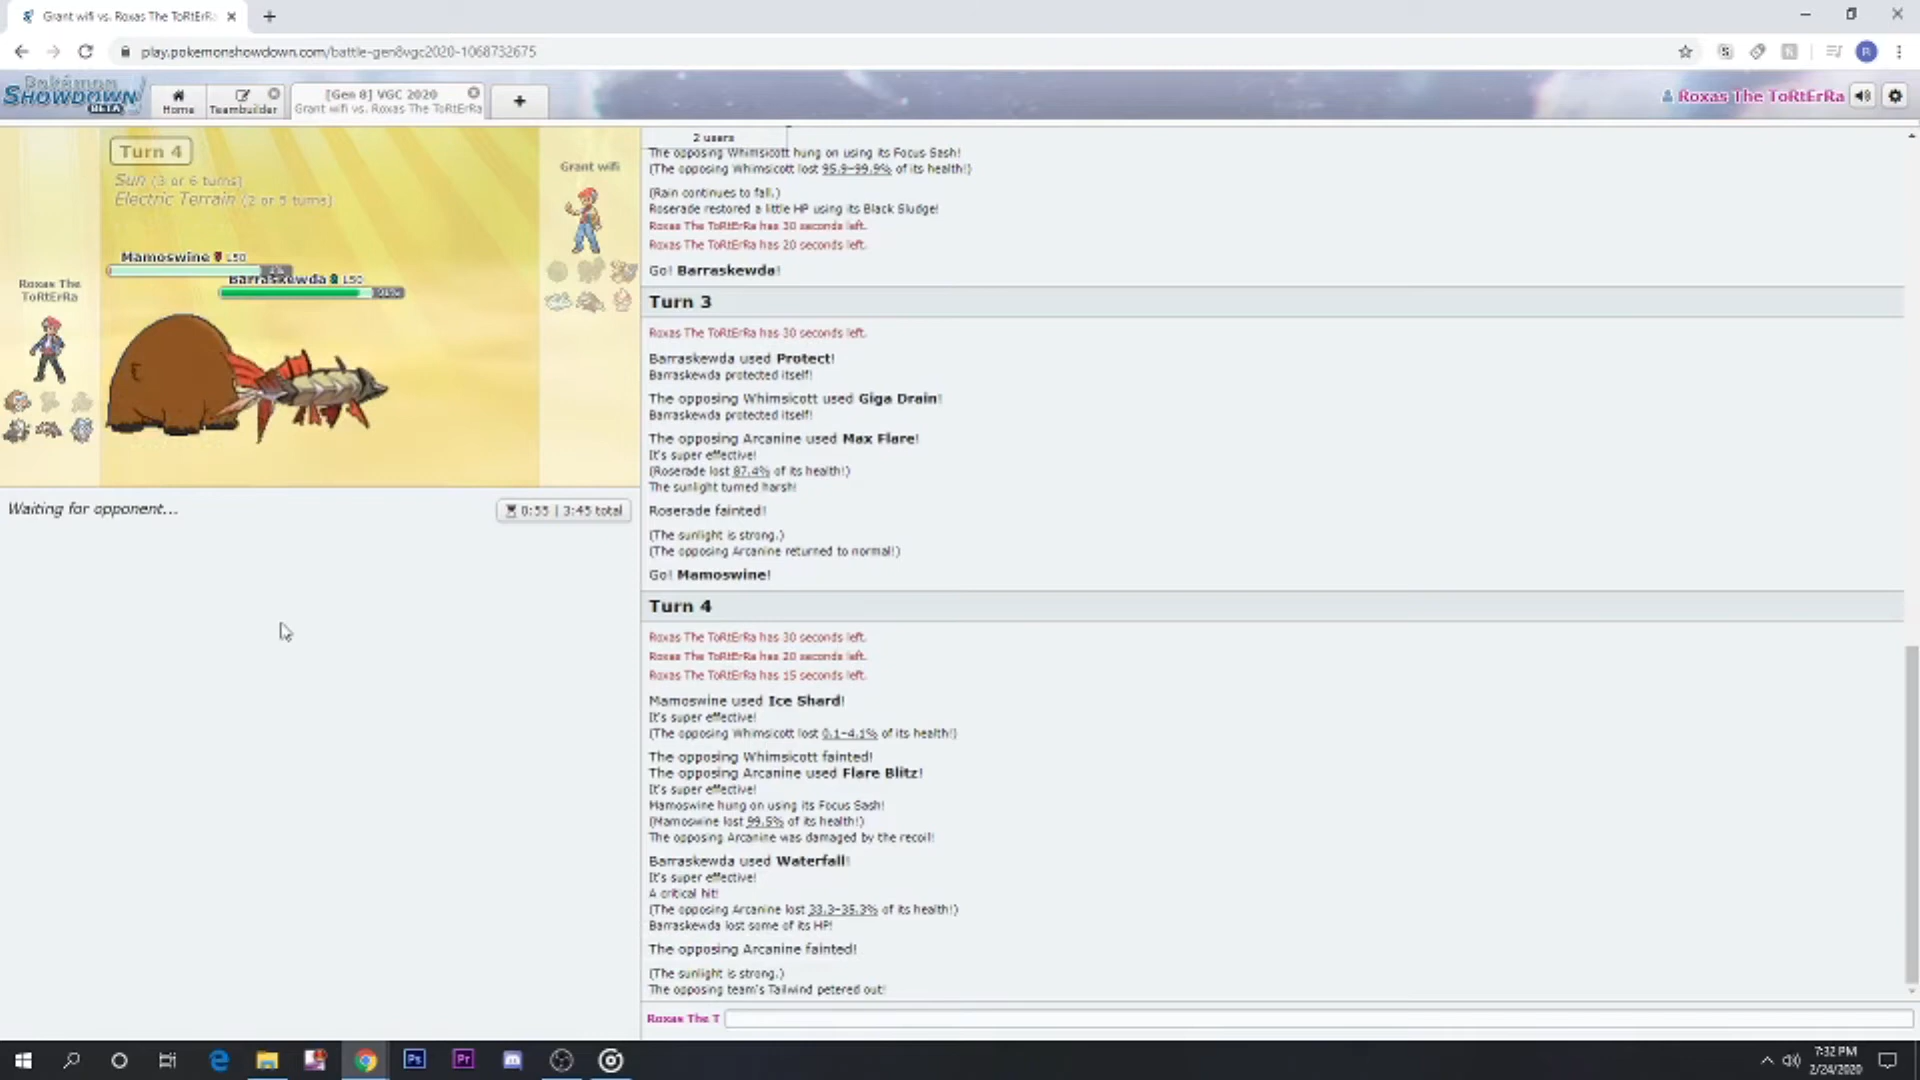 Grant wifi vs. Roxas The ToRtErRa
play.pokemonshowdown.com/battle-gen8vgc2020-1068732675
Pokémon
SHOWDOWN
BETA
Home
Teambuilder
[Gen 8] VGC 2020
Grant wifi vs. Roxas The ToRtErRa
Roxas The ToRtErRa
Turn 4
Sun (3 or 6 turns)
Electric Terrain (2 or 5 turns)
Grant wifi
Mamoswine L50
Barraskewda L50
Roxas The
ToRtErRa
Waiting for opponent...
0:55 | 3:45 total
2 users
The opposing Whimsicott hung on using its Focus Sash!
(The opposing Whimsicott lost 95.9-99.9% of its health!)
(Rain continues to fall.)
Roserade restored a little HP using its Black Sludge!
Roxas The ToRtErRa has 30 seconds left.
Roxas The ToRtErRa has 20 seconds left.
Go! Barraskewda!
Turn 3
Roxas The ToRtErRa has 30 seconds left.
Barraskewda used Protect!
Barraskewda protected itself!
The opposing Whimsicott used Giga Drain!
Barraskewda protected itself!
The opposing Arcanine used Max Flare!
It's super effective!
(Roserade lost 87.4% of its health!)
The sunlight turned harsh!
Roserade fainted!
(The sunlight is strong.)
(The opposing Arcanine returned to normal!)
Go! Mamoswine!
Turn 4
Roxas The ToRtErRa has 30 seconds left.
Roxas The ToRtErRa has 20 seconds left.
Roxas The ToRtErRa has 15 seconds left.
Mamoswine used Ice Shard!
It's super effective!
(The opposing Whimsicott lost 0.1-4.1% of its health!)
The opposing Whimsicott fainted!
The opposing Arcanine used Flare Blitz!
It's super effective!
Mamoswine hung on using its Focus Sash!
(Mamoswine lost 99.5% of its health!)
The opposing Arcanine was damaged by the recoil!
Barraskewda used Waterfall!
It's super effective!
A critical hit!
(The opposing Arcanine lost 33.3-35.3% of its health!)
Barraskewda lost some of its HP!
The opposing Arcanine fainted!
(The sunlight is strong.)
The opposing team's Tailwind petered out!
Roxas The T
Ps
Pr
7:32 PM
2/24/2020